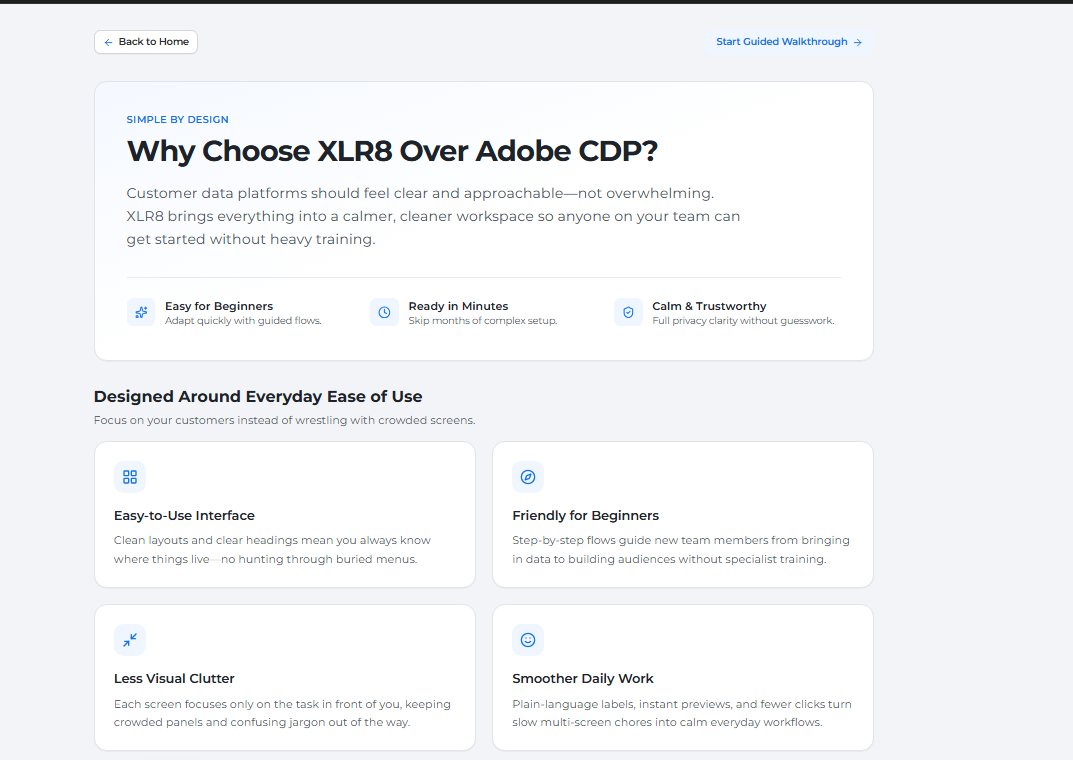 Back to Home
Start Guided Walkthrough
SIMPLE BY DESIGN
Why Choose XLR8 Over Adobe CDP?
Customer data platforms should feel clear and approachable—not overwhelming.
XLR8 brings everything into a calmer, cleaner workspace so anyone on your team can
get started without heavy training.
Easy for Beginners
Adapt quickly with guided flows.
Ready in Minutes
Skip months of complex setup.
Calm & Trustworthy
Full privacy clarity without guesswork.
Designed Around Everyday Ease of Use
Focus on your customers instead of wrestling with crowded screens.
Easy-to-Use Interface
Clean layouts and clear headings mean you always know
where things live—no hunting through buried menus.
Friendly for Beginners
Step-by-step flows guide new team members from bringing
in data to building audiences without specialist training.
Less Visual Clutter
Each screen focuses only on the task in front of you, keeping
crowded panels and confusing jargon out of the way.
Smoother Daily Work
Plain-language labels, instant previews, and fewer clicks turn
slow multi-screen chores into calm everyday workflows.